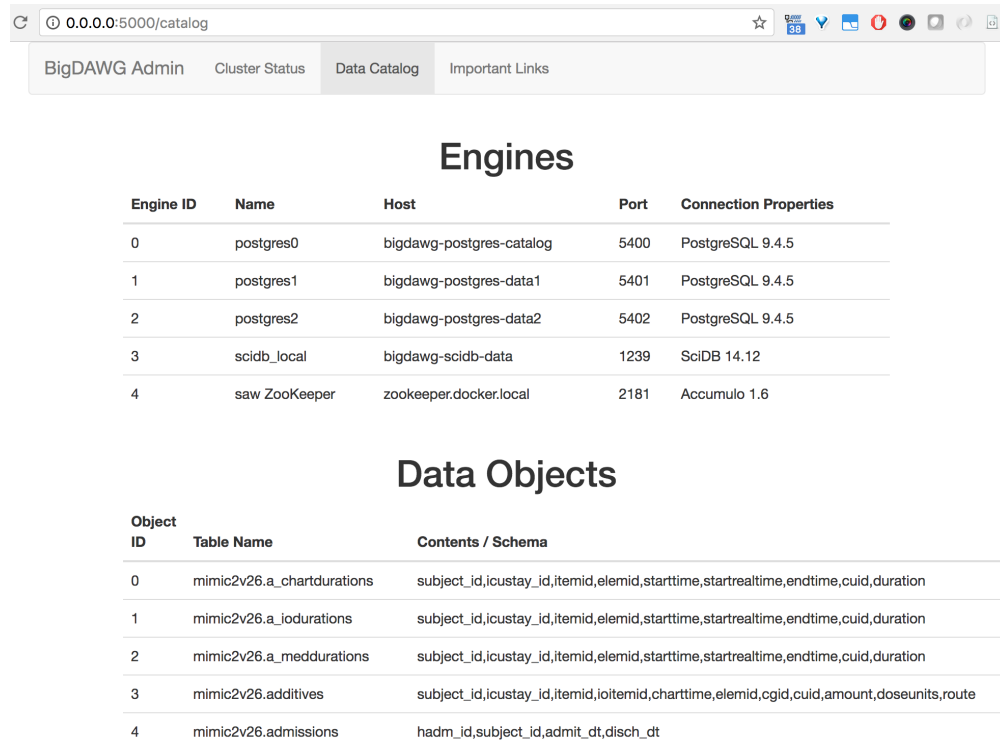 0.0.0.0:5000/catalog
38
BigDAWG Admin Cluster Status Data Catalog Important Links
Engines
Engine ID Name Host Port Connection Properties
0 postgres0 bigdawg-postgres-catalog 5400 PostgreSQL 9.4.5
1 postgres1 bigdawg-postgres-data1 5401 PostgreSQL 9.4.5
2 postgres2 bigdawg-postgres-data2 5402 PostgreSQL 9.4.5
3 scidb_local bigdawg-scidb-data 1239 SciDB 14.12
4 saw ZooKeeper zookeeper.docker.local 2181 Accumulo 1.6
Data Objects
Object
ID Table Name Contents / Schema
0 mimic2v26.a_chartdurations subject_id,icustay_id,itemid,elemid,starttime,startrealtime,endtime,cuid,duration
1 mimic2v26.a_iodurations subject_id,icustay_id,itemid,elemid,starttime,startrealtime,endtime,cuid,duration
2 mimic2v26.a_meddurations subject_id,icustay_id,itemid,elemid,starttime,startrealtime,endtime,cuid,duration
3 mimic2v26.additives subject_id,icustay_id,itemid,ioitemid,charttime,elemid,cgid,cuid,amount,doseunits,route
4 mimic2v26.admissions hadm_id,subject_id,admit_dt,disch_dt